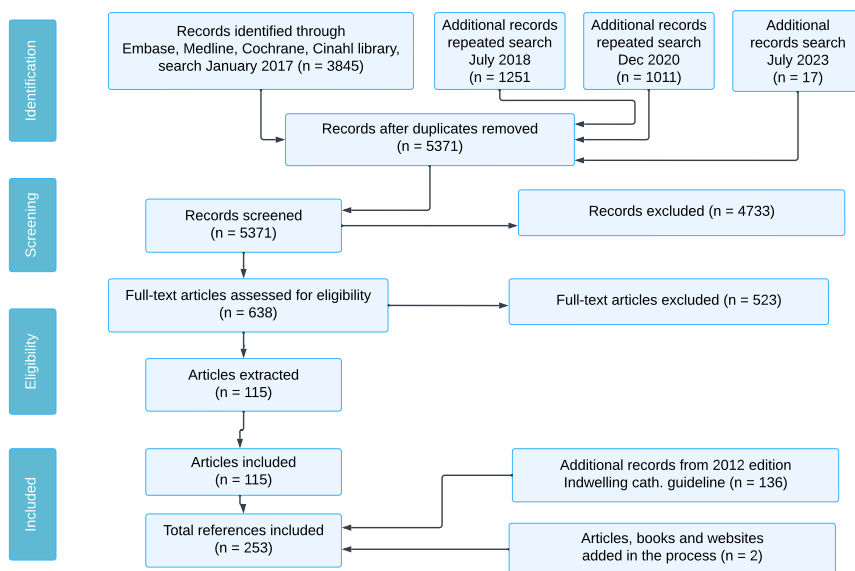 Identification
Records identified through
Embase, Medline, Cochrane, Cinahl library,
search January 2017 (n = 3845)
Additional records
repeated search
July 2018
(n = 1251
Additional records
repeated search
Dec 2020
(n = 1011)
Additional
records search
July 2023
(n = 17)
Records after duplicates removed
(n = 5371)
Screening
Records screened
(n = 5371)
Records excluded (n = 4733)
Full-text articles assessed for eligibility
(n = 638)
Full-text articles excluded (n = 523)
Eligibility
Articles extracted
(n = 115)
Included
Articles included
(n = 115)
Additional records from 2012 edition
Indwelling cath. guideline (n = 136)
Total references included
(n = 253)
Articles, books and websites
added in the process (n = 2)